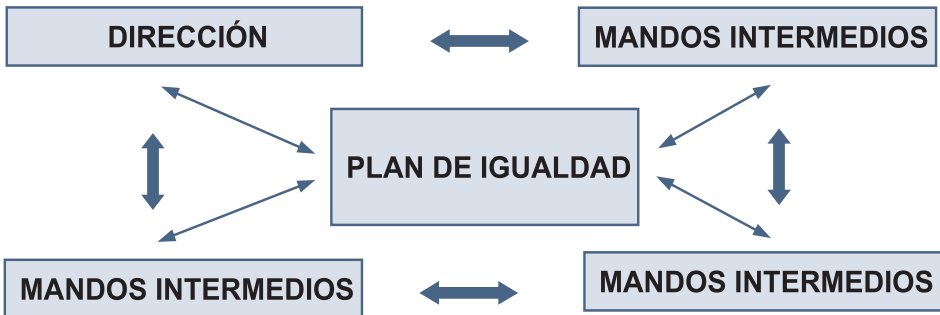 DIRECCIÓN
MANDOS INTERMEDIOS
PLAN DE IGUALDAD
MANDOS INTERMEDIOS
MANDOS INTERMEDIOS